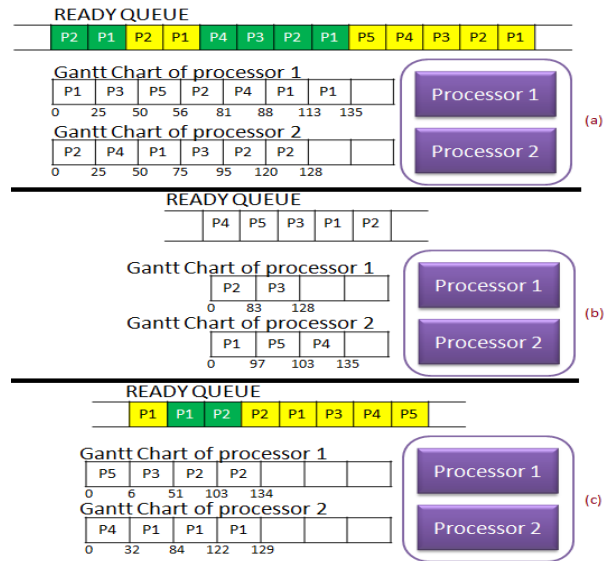 READY QUEUE
P2 P1 P2 P1 P4 P3 P2 P1 P5 P4 P3 P2 P1
Gantt Chart of processor 1
P1 P3 P5 P2 P4 P1 P1
0 25 50 56 81 88 113 135
Gantt Chart of processor 2
P2 P4 P1 P3 P2 P2
0 25 50 75 95 120 128
Processor 1
Processor 2
(a)
READY QUEUE
P4 P5 P3 P1 P2
Gantt Chart of processor 1
P2 P3
0 83 128
Gantt Chart of processor 2
P1 P5 P4
0 97 103 135
Processor 1
Processor 2
(b)
READY QUEUE
P1 P1 P2 P2 P1 P3 P4 P5
Gantt Chart of processor 1
P5 P3 P2 P2
0 6 51 103 134
Gantt Chart of processor 2
P4 P1 P1 P1
0 32 84 122 129
Processor 1
Processor 2
(c)